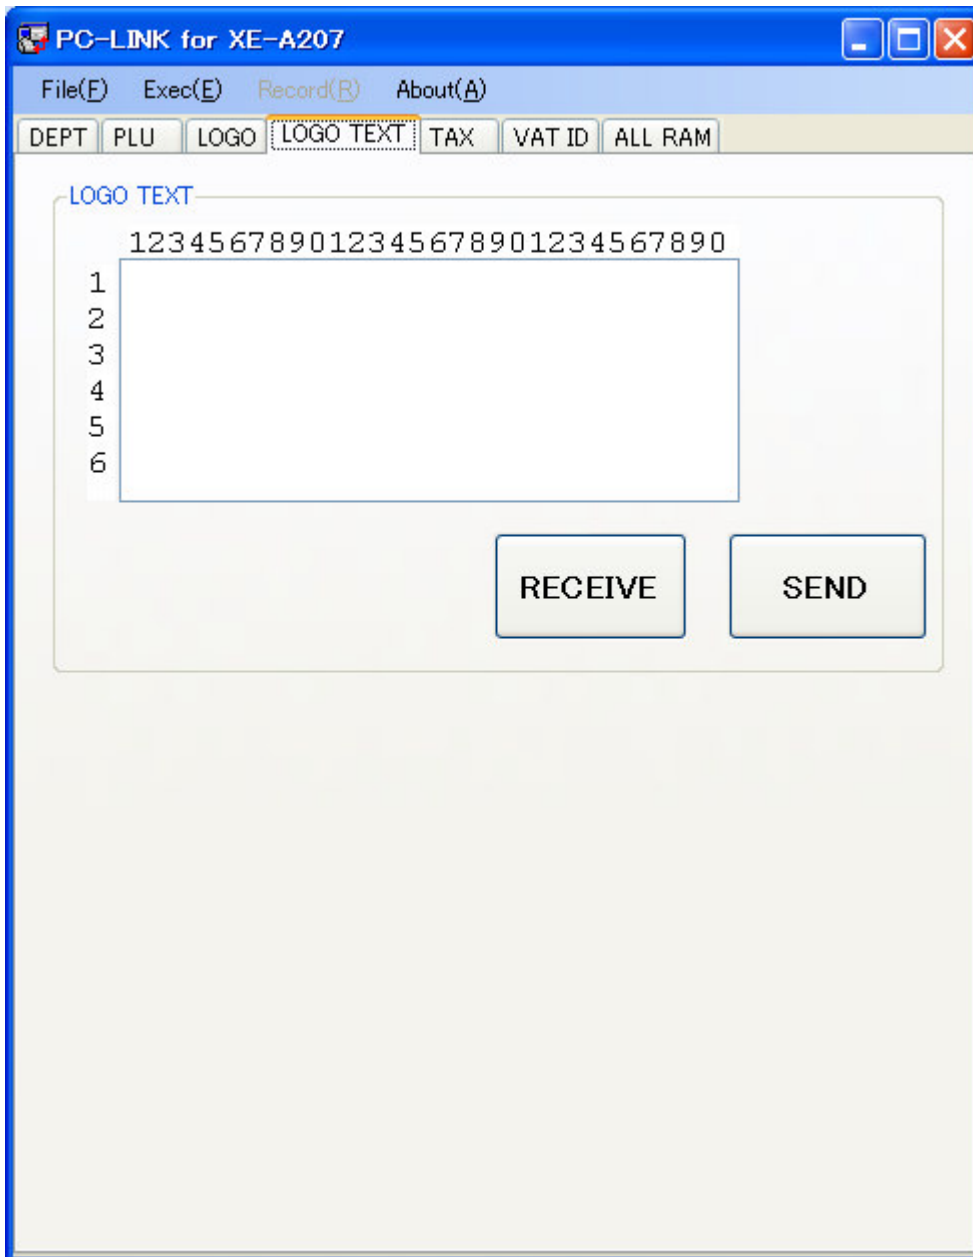 PC-LINK for XE-A207
File(F) Exec(E) Record(R) About(A)
DEPT PLU LOGO LOGO TEXT TAX VAT ID ALL RAM
LOGO TEXT
123456789012345678901234567890
1
2
3
4
5
6
RECEIVE SEND